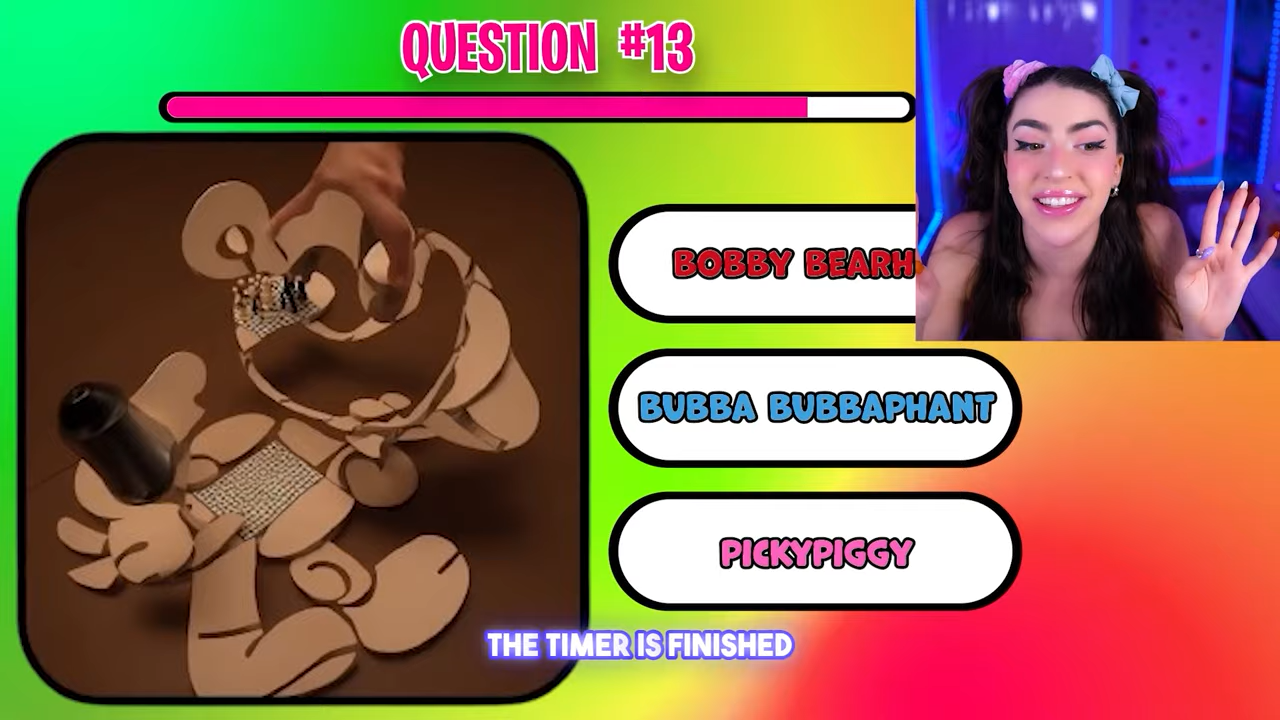 QUESTION #13
BOBBY BEARH
BUBBA BUBBAPHANT
PICKYPIGGY
THE TIMER IS FINISHED